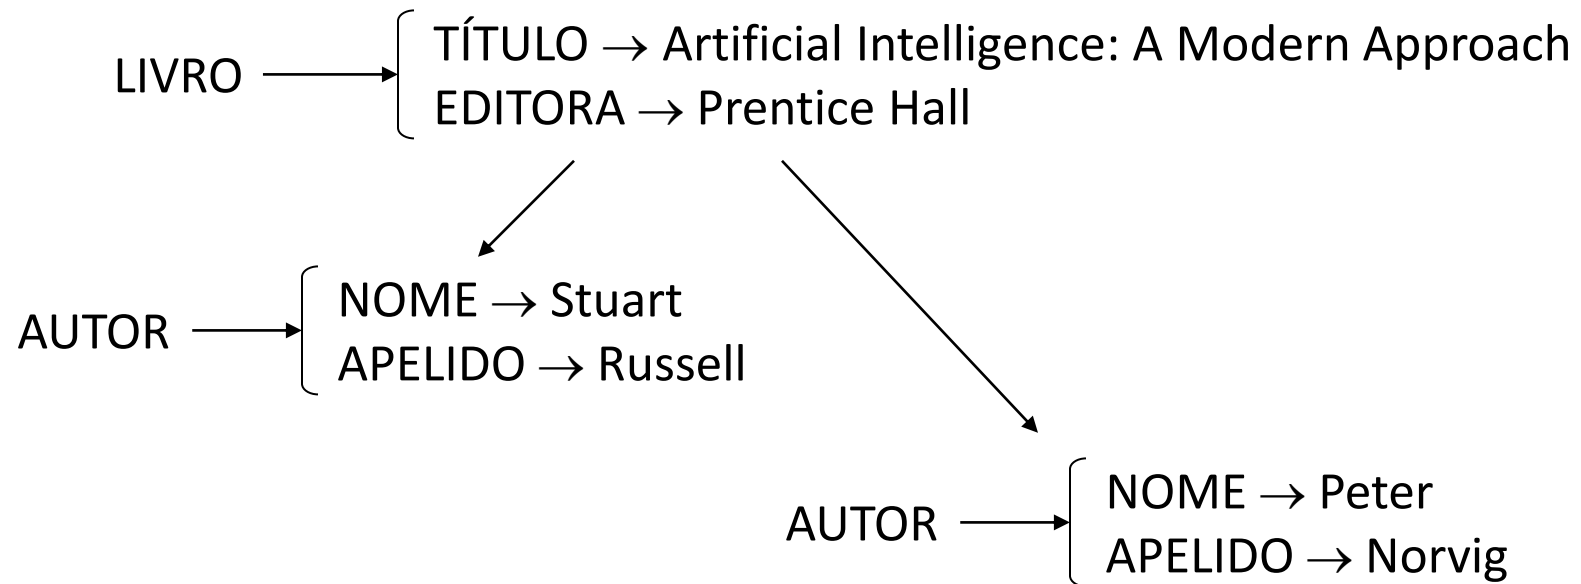 LIVRO
TÍTULO → Artificial Intelligence: A Modern Approach
EDITORA → Prentice Hall
AUTOR
NOME → Stuart
APELIDO → Russell
AUTOR
NOME → Peter
APELIDO → Norvig